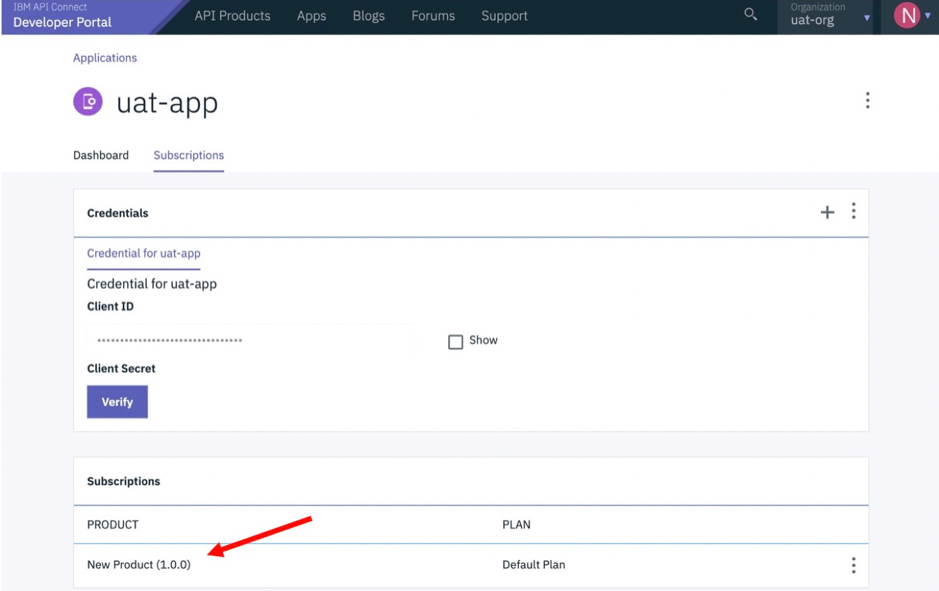 IBM API Connect
Developer Portal
API Products Apps Blogs Forums Support
Organization
uat-org
N
Applications
uat-app
Dashboard Subscriptions
Credentials
Credential for uat-app
Credential for uat-app
Client ID
••••••••••••••••••••••••••••••••
Show
Client Secret
Verify
Subscriptions
PRODUCT PLAN
New Product (1.0.0) Default Plan